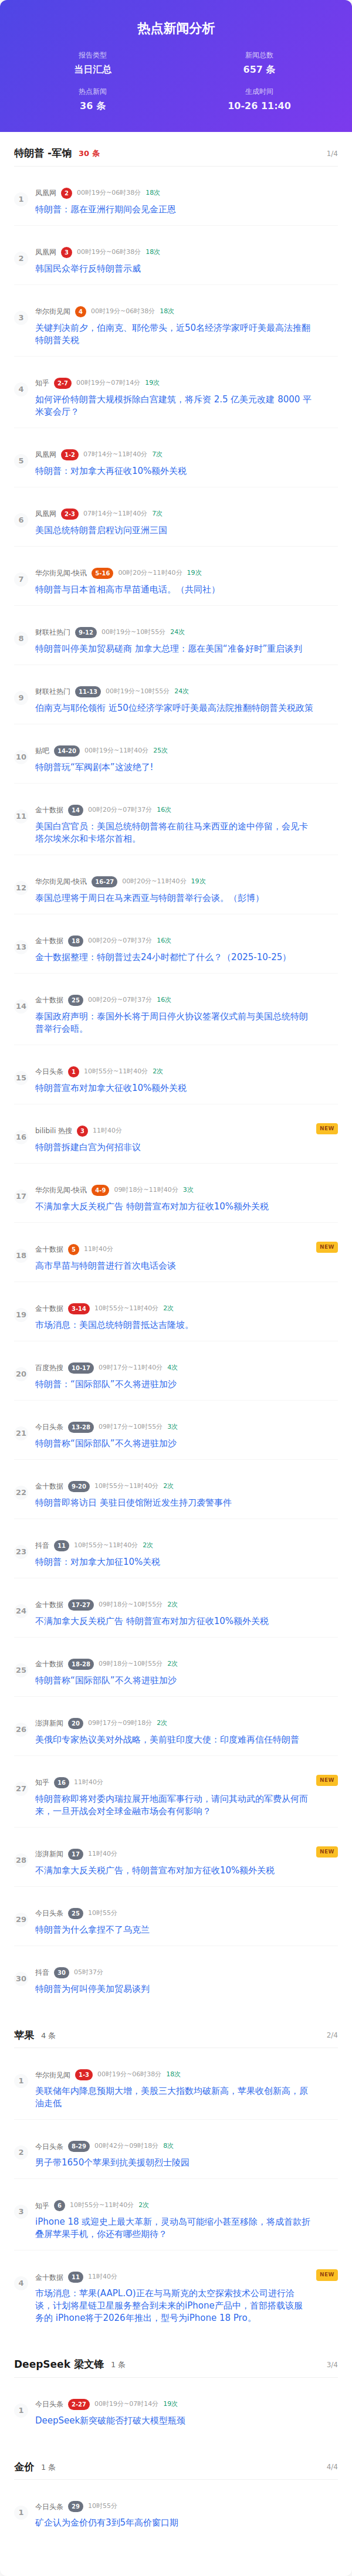 热点新闻分析
报告类型
新闻总数
当日汇总
657 条
热点新闻
生成时间
36 条
10-26 11:40
特朗普 -军饷 30 条 1/4
1
凤凰网 2 00时19分~06时38分 18次
特朗普：愿在亚洲行期间会见金正恩
2
凤凰网 3 00时19分~06时38分 18次
韩国民众举行反特朗普示威
3
华尔街见闻 4 00时19分~06时38分 18次
关键判决前夕，伯南克、耶伦带头，近50名经济学家呼吁美最高法推翻
特朗普关税
4
知乎 2-7 00时19分~07时14分 19次
如何评价特朗普大规模拆除白宫建筑，将斥资 2.5 亿美元改建 8000 平
米宴会厅？
5
凤凰网 1-2 07时14分~11时40分 7次
特朗普：对加拿大再征收10%额外关税
6
凤凰网 2-3 07时14分~11时40分 7次
美国总统特朗普启程访问亚洲三国
7
华尔街见闻-快讯 5-16 00时20分~11时40分 19次
特朗普与日本首相高市早苗通电话。（共同社）
8
财联社热门 9-12 00时19分~10时55分 24次
特朗普叫停美加贸易磋商 加拿大总理：愿在美国“准备好时”重启谈判
9
财联社热门 11-13 00时19分~10时55分 24次
伯南克与耶伦领衔 近50位经济学家呼吁美最高法院推翻特朗普关税政策
10
贴吧 14-20 00时19分~11时40分 25次
特朗普玩“军阀剧本”这波绝了!
11
金十数据 14 00时20分~07时37分 16次
美国白宫官员：美国总统特朗普将在前往马来西亚的途中停留，会见卡
塔尔埃米尔和卡塔尔首相。
12
华尔街见闻-快讯 16-27 00时20分~11时40分 19次
泰国总理将于周日在马来西亚与特朗普举行会谈。（彭博）
13
金十数据 18 00时20分~07时37分 16次
金十数据整理：特朗普过去24小时都忙了什么？（2025-10-25）
14
金十数据 25 00时20分~07时37分 16次
泰国政府声明：泰国外长将于周日停火协议签署仪式前与美国总统特朗
普举行会晤。
15
今日头条 1 10时55分~11时40分 2次
特朗普宣布对加拿大征收10%额外关税
16
bilibili 热搜 3 11时40分 NEW
特朗普拆建白宫为何招非议
17
华尔街见闻-快讯 4-9 09时18分~11时40分 3次
不满加拿大反关税广告 特朗普宣布对加方征收10%额外关税
18
金十数据 5 11时40分 NEW
高市早苗与特朗普进行首次电话会谈
19
金十数据 3-14 10时55分~11时40分 2次
市场消息：美国总统特朗普抵达吉隆坡。
20
百度热搜 10-17 09时17分~11时40分 4次
特朗普：“国际部队”不久将进驻加沙
21
今日头条 13-28 09时17分~10时55分 3次
特朗普称“国际部队”不久将进驻加沙
22
金十数据 9-20 10时55分~11时40分 2次
特朗普即将访日 美驻日使馆附近发生持刀袭警事件
23
抖音 11 10时55分~11时40分 2次
特朗普：对加拿大加征10%关税
24
金十数据 17-27 09时18分~10时55分 2次
不满加拿大反关税广告 特朗普宣布对加方征收10%额外关税
25
金十数据 18-28 09时18分~10时55分 2次
特朗普称“国际部队”不久将进驻加沙
26
澎湃新闻 20 09时17分~09时18分 2次
美俄印专家热议美对外战略，美前驻印度大使：印度难再信任特朗普
27
知乎 16 11时40分 NEW
特朗普称即将对委内瑞拉展开地面军事行动，请问其动武的军费从何而
来，一旦开战会对全球金融市场会有何影响？
28
澎湃新闻 17 11时40分 NEW
不满加拿大反关税广告，特朗普宣布对加方征收10%额外关税
29
今日头条 25 10时55分
特朗普为什么拿捏不了乌克兰
30
抖音 30 05时37分
特朗普为何叫停美加贸易谈判
苹果 4 条 2/4
1
华尔街见闻 1-3 00时19分~06时38分 18次
美联储年内降息预期大增，美股三大指数均破新高，苹果收创新高，原
油走低
2
今日头条 8-29 00时42分~09时18分 8次
男子带1650个苹果到抗美援朝烈士陵园
3
知乎 6 10时55分~11时40分 2次
iPhone 18 或迎史上最大革新，灵动岛可能缩小甚至移除，将成首款折
叠屏苹果手机，你还有哪些期待？
4
金十数据 11 11时40分 NEW
市场消息：苹果(AAPL.O)正在与马斯克的太空探索技术公司进行洽
谈，计划将星链卫星服务整合到未来的iPhone产品中，首部搭载该服
务的 iPhone将于2026年推出，型号为iPhone 18 Pro。
DeepSeek 梁文锋 1 条 3/4
1
今日头条 2-27 00时19分~07时14分 19次
DeepSeek新突破能否打破大模型瓶颈
金价 1 条 4/4
1
今日头条 29 10时55分
矿企认为金价仍有3到5年高价窗口期